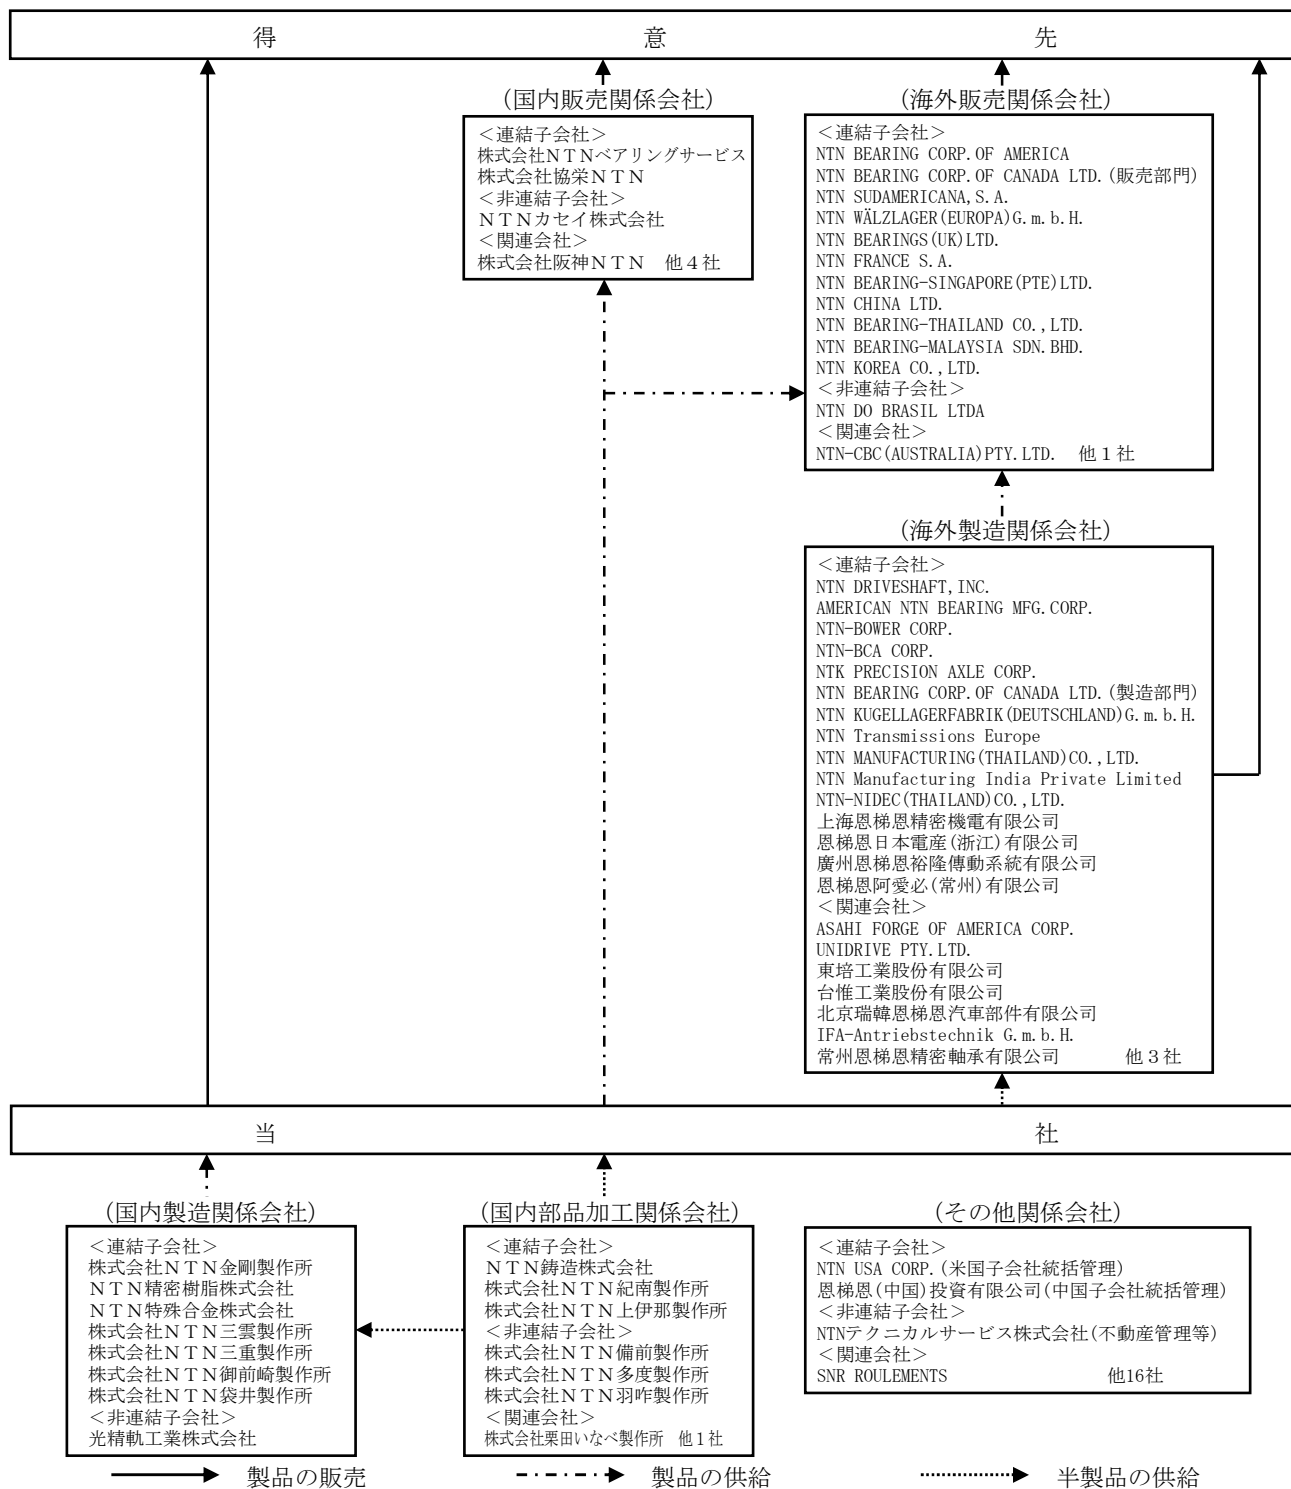 得意先
(国内販売関係会社)
＜連結子会社＞
株式会社ＮＴＮベアリングサービス
株式会社協栄ＮＴＮ
＜非連結子会社＞
ＮＴＮカセイ株式会社
＜関連会社＞
株式会社阪神ＮＴＮ　他４社
(海外販売関係会社)
＜連結子会社＞
NTN BEARING CORP.OF AMERICA
NTN BEARING CORP.OF CANADA LTD.(販売部門)
NTN SUDAMERICANA,S.A.
NTN WÄLZLAGER(EUROPA)G.m.b.H.
NTN BEARINGS(UK)LTD.
NTN FRANCE S.A.
NTN BEARING-SINGAPORE(PTE)LTD.
NTN CHINA LTD.
NTN BEARING-THAILAND CO.,LTD.
NTN BEARING-MALAYSIA SDN.BHD.
NTN KOREA CO.,LTD.
＜非連結子会社＞
NTN DO BRASIL LTDA
＜関連会社＞
NTN-CBC(AUSTRALIA)PTY.LTD.　他１社
(海外製造関係会社)
＜連結子会社＞
NTN DRIVESHAFT,INC.
AMERICAN NTN BEARING MFG.CORP.
NTN-BOWER CORP.
NTN-BCA CORP.
NTK PRECISION AXLE CORP.
NTN BEARING CORP.OF CANADA LTD.(製造部門)
NTN KUGELLAGERFABRIK(DEUTSCHLAND)G.m.b.H.
NTN Transmissions Europe
NTN MANUFACTURING(THAILAND)CO.,LTD.
NTN Manufacturing India Private Limited
NTN-NIDEC(THAILAND)CO.,LTD.
上海恩梯恩精密機電有限公司
恩梯恩日本電産(浙江)有限公司
廣州恩梯恩裕隆傳動系統有限公司
恩梯恩阿愛必(常州)有限公司
＜関連会社＞
ASAHI FORGE OF AMERICA CORP.
UNIDRIVE PTY.LTD.
東培工業股份有限公司
台惟工業股份有限公司
北京瑞韓恩梯恩汽車部件有限公司
IFA-Antriebstechnik G.m.b.H.
常州恩梯恩精密軸承有限公司　他３社
当社
(国内製造関係会社)
＜連結子会社＞
株式会社ＮＴＮ金剛製作所
ＮＴＮ精密樹脂株式会社
ＮＴＮ特殊合金株式会社
株式会社ＮＴＮ三雲製作所
株式会社ＮＴＮ三重製作所
株式会社ＮＴＮ御前崎製作所
株式会社ＮＴＮ袋井製作所
＜非連結子会社＞
光精軌工業株式会社
(国内部品加工関係会社)
＜連結子会社＞
ＮＴＮ鋳造株式会社
株式会社ＮＴＮ紀南製作所
株式会社ＮＴＮ上伊那製作所
＜非連結子会社＞
株式会社ＮＴＮ備前製作所
株式会社ＮＴＮ多度製作所
株式会社ＮＴＮ羽咋製作所
＜関連会社＞
株式会社栗田いなべ製作所　他１社
(その他関係会社)
＜連結子会社＞
NTN USA CORP.(米国子会社統括管理)
恩梯恩(中国)投資有限公司(中国子会社統括管理)
＜非連結子会社＞
NTNテクニカルサービス株式会社(不動産管理等)
＜関連会社＞
SNR ROULEMENTS　他16社
製品の販売
製品の供給
半製品の供給